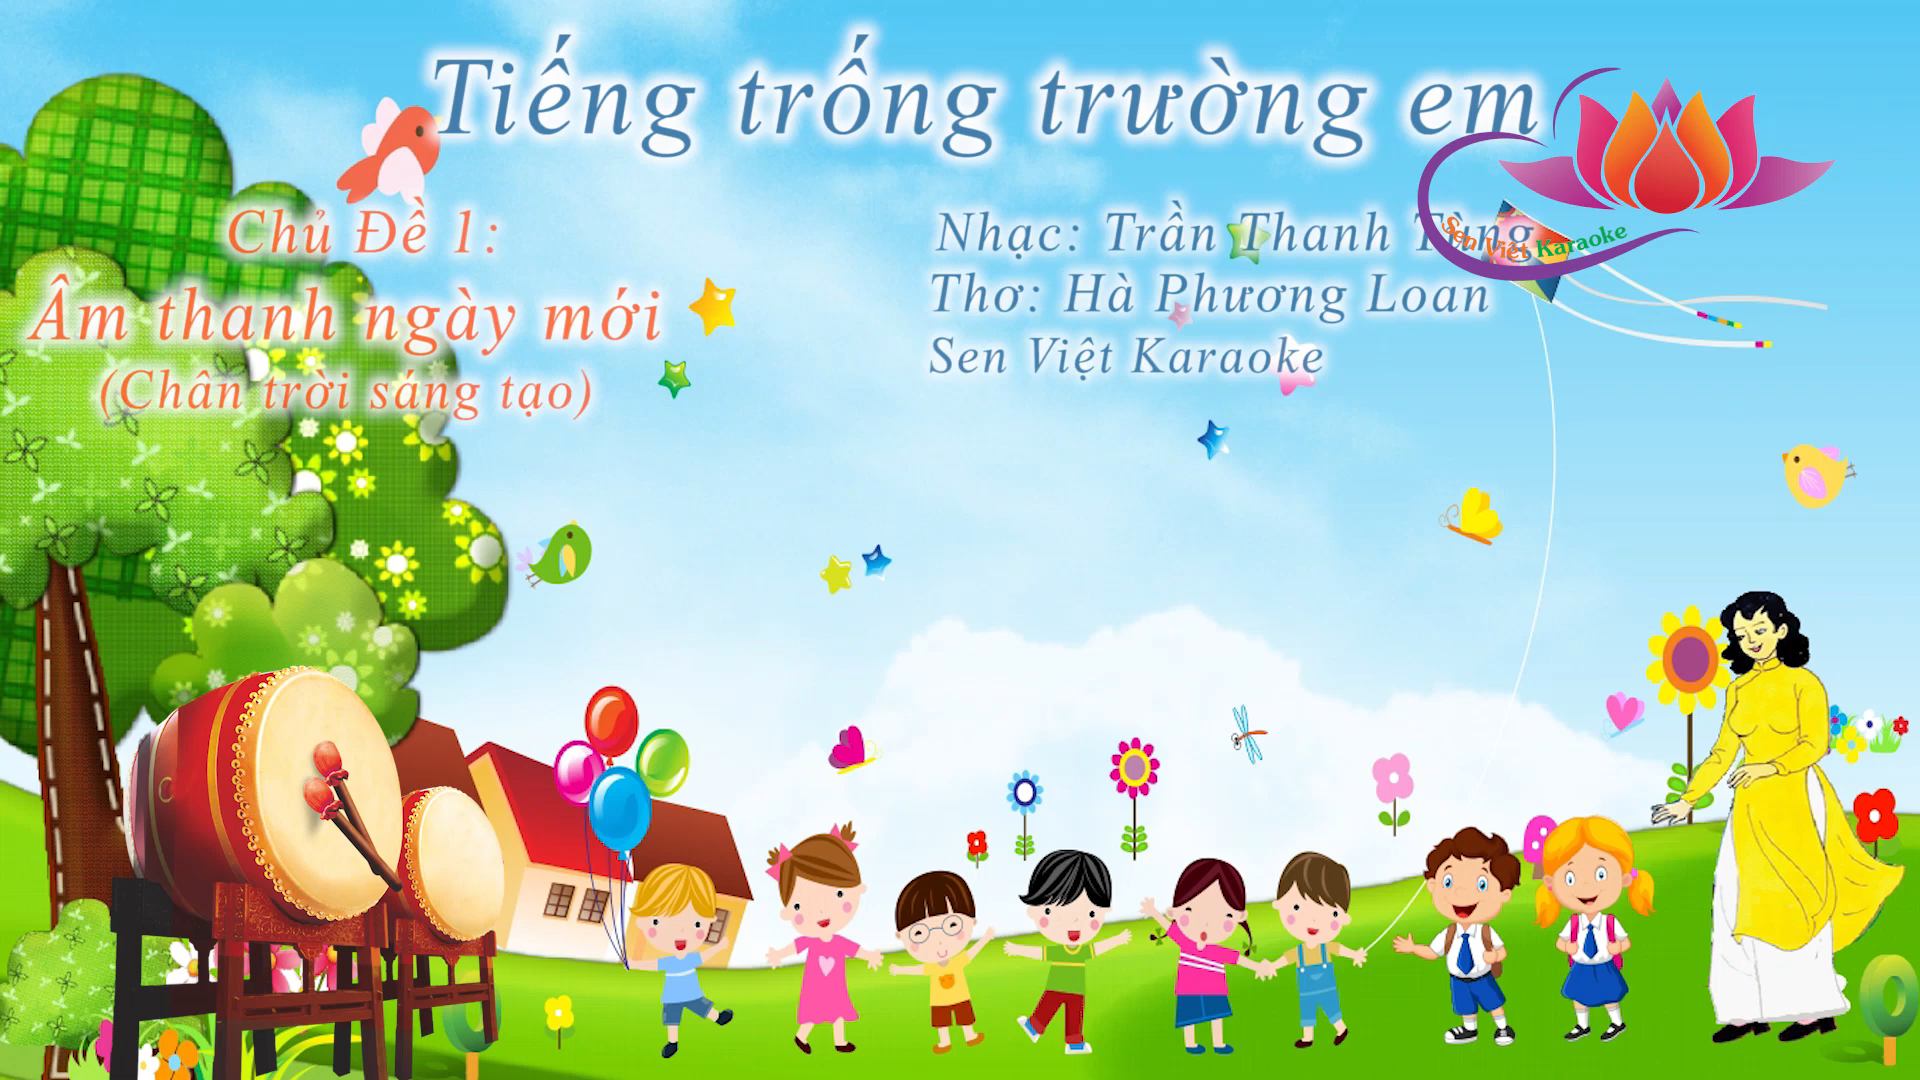 Tiếng trống trường em
Chủ Đề 1:
Âm thanh ngày mới
(Chân trời sáng tạo)
Nhạc: Trần Thanh Tùng
Thơ: Hà Phương Loan
Sen Việt Karaoke
Sen Việt Karaoke